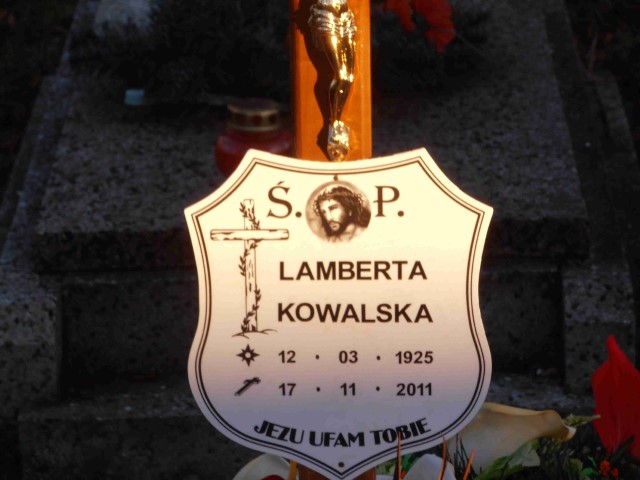 Ś. P.
LAMBERTA
KOWALSKA
12 · 03 · 1925
17 · 11 · 2011
JEZU UFAM TOBIE